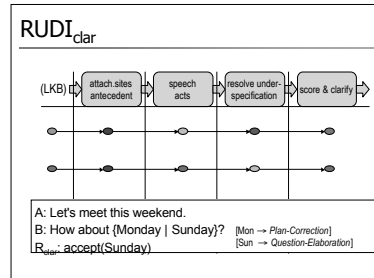 RUDIclar
(LKB)
attach.sites
antecedent
speech
acts
resolve under-
specification
score & clarify
A: Let's meet this weekend.
B: How about {Monday | Sunday}? [Mon → Plan-Correction]
[Sun → Question-Elaboration]
Rclar: accept(Sunday)